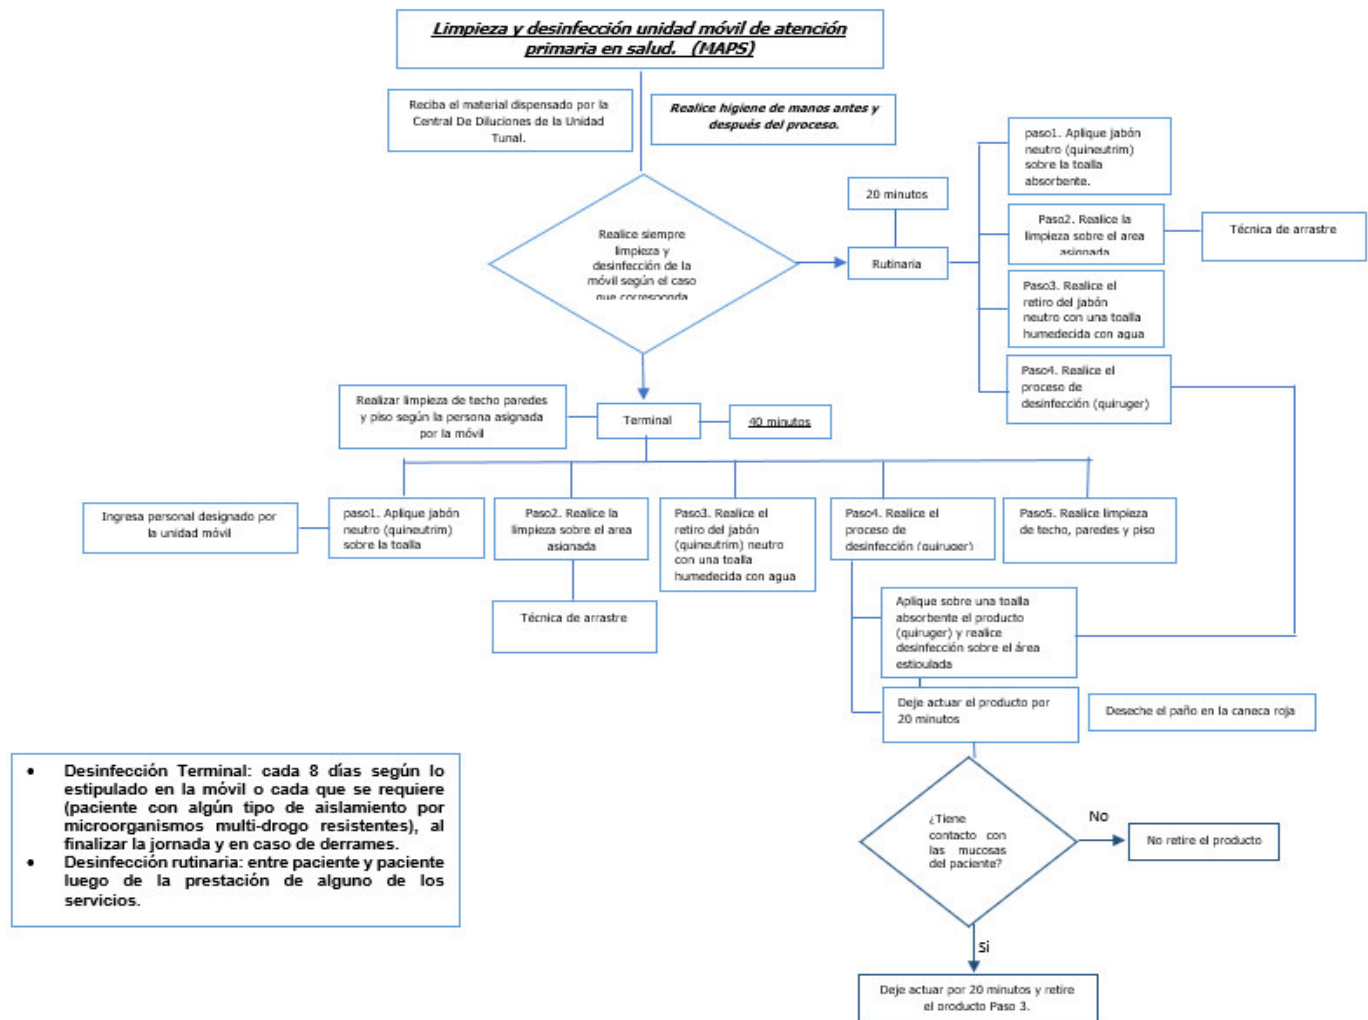 Limpieza y desinfección unidad móvil de atención
primaria en salud. (MAPS)
Reciba el material dispensado por la
Central De Diluciones de la Unidad
Tunal.
Realice higiene de manos antes y
después del proceso.
Realice siempre
limpieza y
desinfección de la
móvil según el caso
que corresponda
20 minutos
Rutinaria
paso1. Aplique jabón
neutro (quineutrim)
sobre la toalla
absorbente.
Paso2. Realice la
limpieza sobre el area
asignada
Técnica de arrastre
Paso3. Realice el
retiro del jabón
neutro con una toalla
humedecida con agua
Paso4. Realice el
proceso de
desinfección (quiruger)
Realizar limpieza de techo paredes
y piso según la persona asignada
por la móvil
Terminal
40 minutos
Ingresa personal designado por
la unidad móvil
paso1. Aplique jabón
neutro (quineutrim)
sobre la toalla
Paso2. Realice la
limpieza sobre el area
asignada
Técnica de arrastre
Paso3. Realice el
retiro del jabón
(quineutrim) neutro
con una toalla
humedecida con agua
Paso4. Realice el
proceso de
desinfección (quiruger)
Paso5. Realice limpieza
de techo, paredes y piso
Aplique sobre una toalla
absorbente el producto
(quiruger) y realice
desinfección sobre el área
estipulada
Deje actuar el producto por
20 minutos
Deseche el paño en la caneca roja
¿Tiene
contacto con
las mucosas
del paciente?
No
No retire el producto
Si
Deje actuar por 20 minutos y retire
el producto Paso 3.
• Desinfección Terminal: cada 8 días según lo
estipulado en la móvil o cada que se requiere
(paciente con algún tipo de aislamiento por
microorganismos multi-drogo resistentes), al
finalizar la jornada y en caso de derrames.
• Desinfección rutinaria: entre paciente y paciente
luego de la prestación de alguno de los
servicios.